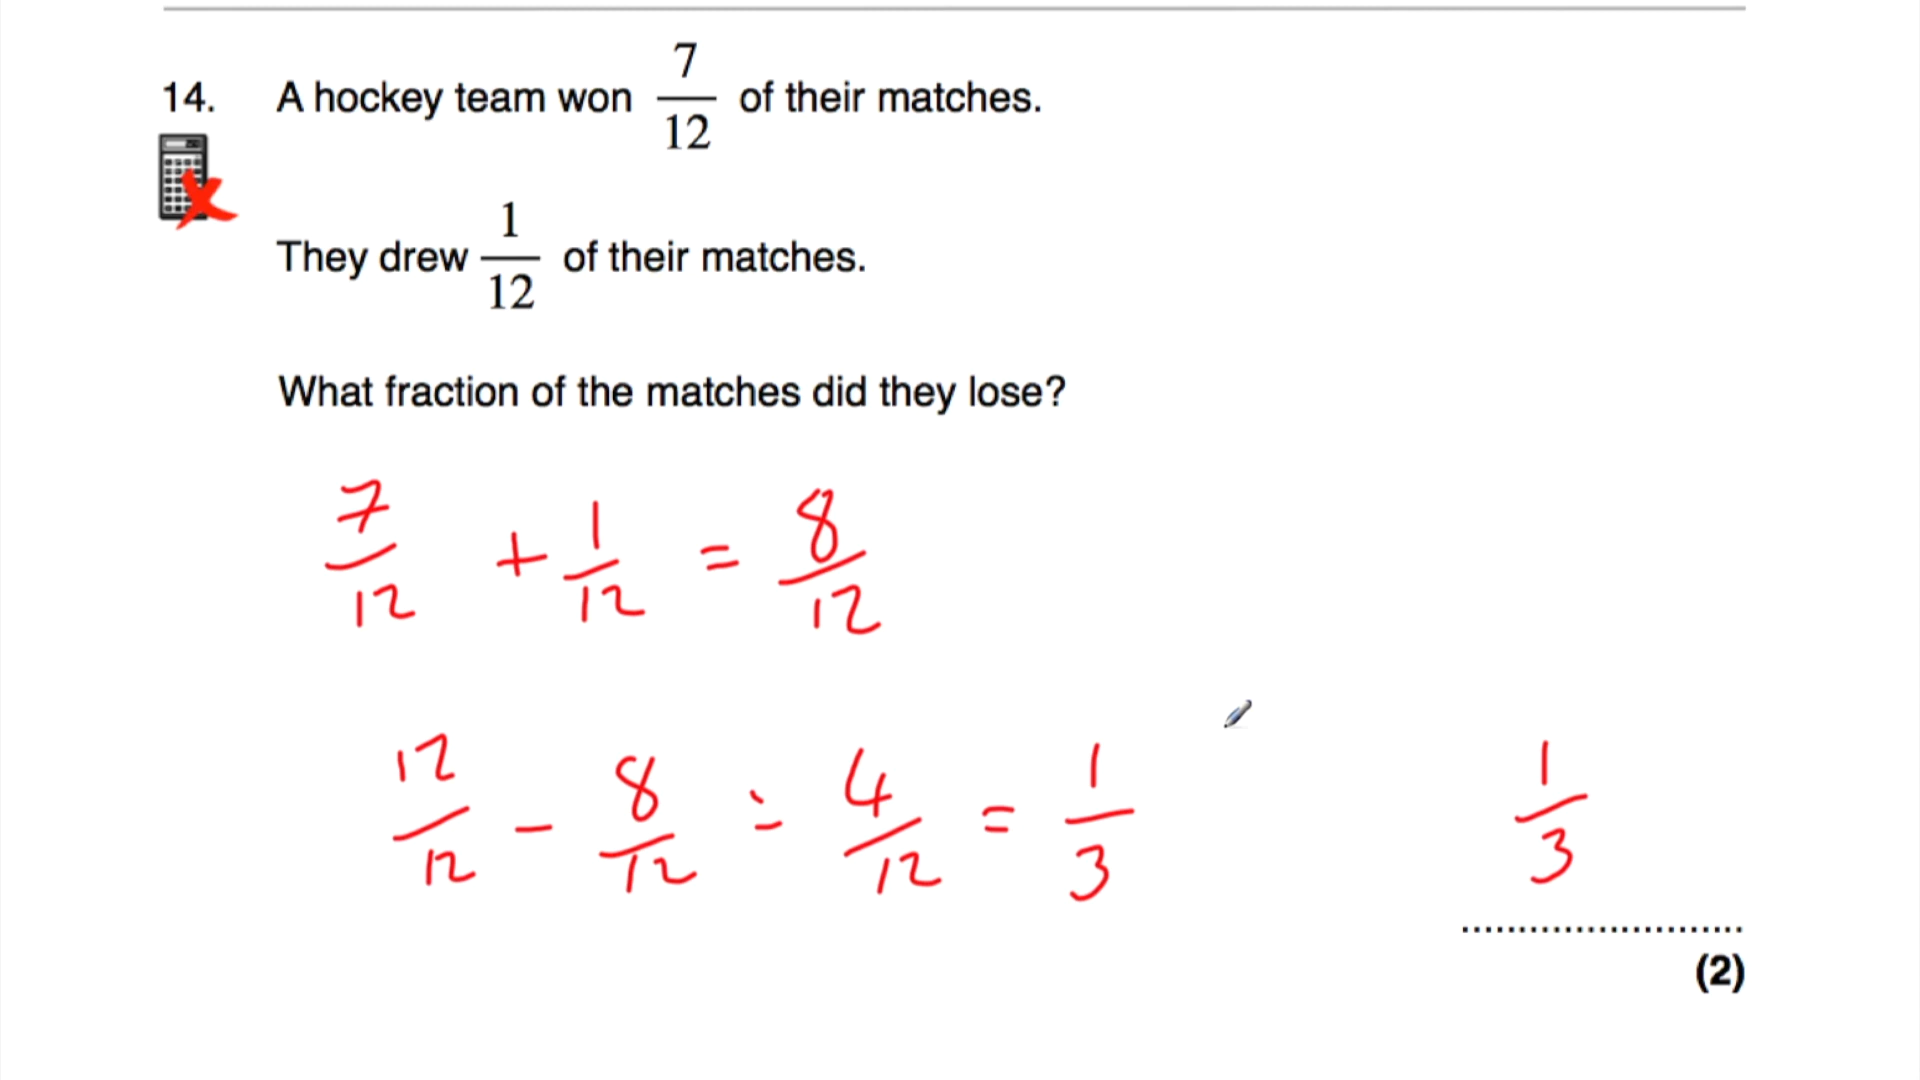 14. A hockey team won 7/12 of their matches.
They drew 1/12 of their matches.
What fraction of the matches did they lose?
7/12 + 1/12 = 8/12
12/12 - 8/12 = 4/12 = 1/3
1/3
(2)